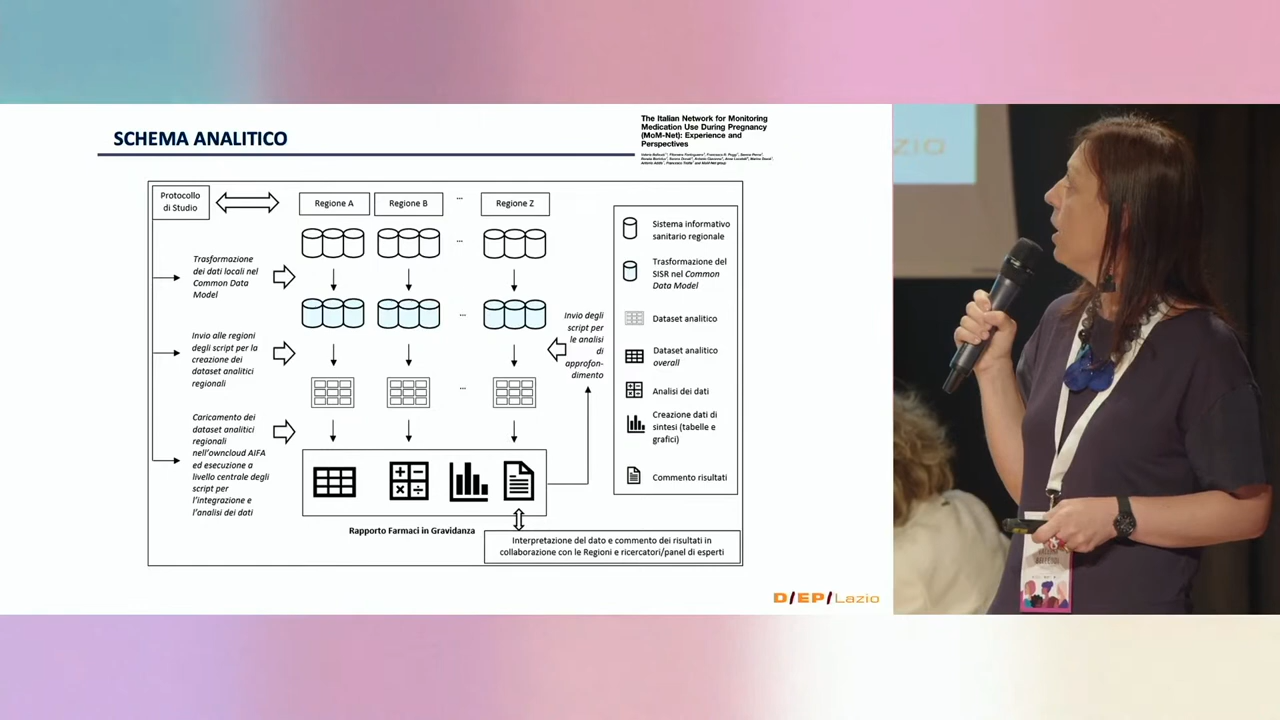 SCHEMA ANALITICO
The Italian Network for Monitoring
Medication Use During Pregnancy
(MoM-Net): Experience and
Perspectives
Protocollo
di Studio
Regione A
Regione B
...
Regione Z
...
Trasformazione
dei dati locali nel
Common Data
Model
...
Invio alle regioni
degli script per la
creazione dei
dataset analitici
regionali
...
Caricamento dei
dataset analitici
regionali
nell'owncloud AIFA
ed esecuzione a
livello centrale degli
script per
l'integrazione e
l'analisi dei dati
Invio degli
script per
le analisi
di
approfon-
dimento
Sistema informativo
sanitario regionale
Trasformazione del
SISR nel Common
Data Model
Dataset analitico
Dataset analitico
overall
Analisi dei dati
Creazione dati di
sintesi (tabelle e
grafici)
Commento risultati
Rapporto Farmaci in Gravidanza
Interpretazione del dato e commento dei risultati in
collaborazione con le Regioni e ricercatori/panel di esperti
D/EP/Lazio